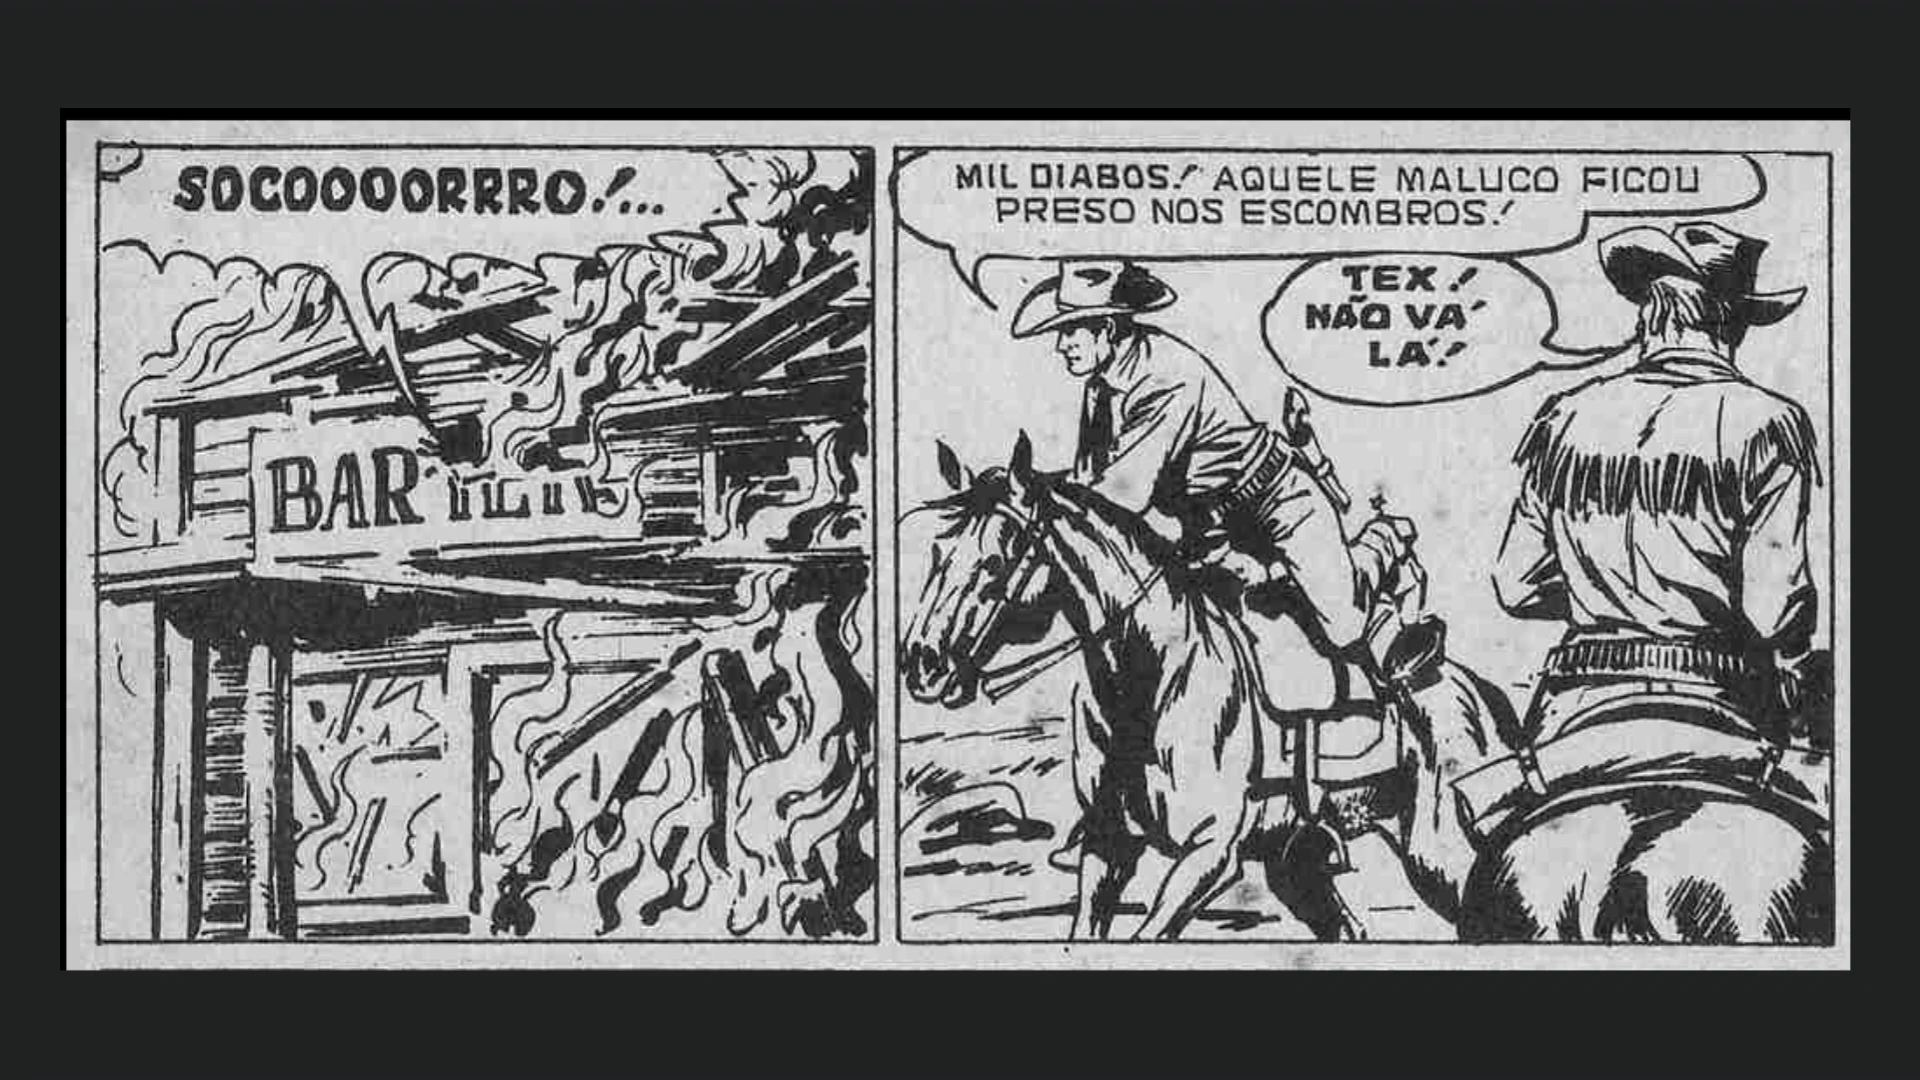 SOCOOOORRRO!...
BAR
MIL DIABOS! AQUELE MALUCO FICOU
PRESO NOS ESCOMBROS!
TEX!
NÃO VÁ
LÁ!